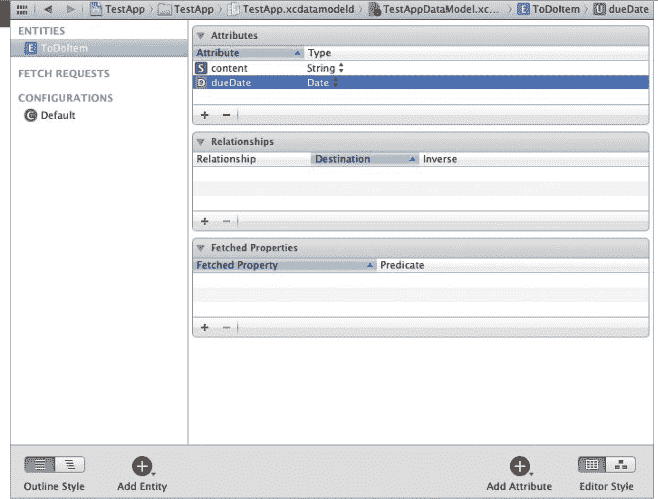 TestApp TestApp TestApp.xcdatamodeld TestAppDataModel.xc... ToDoItem dueDate
ENTITIES
E ToDoItem
FETCH REQUESTS
CONFIGURATIONS
C Default
Attributes
Attribute Type
S content String
D dueDate Date
Relationships
Relationship Destination Inverse
Fetched Properties
Fetched Property Predicate
Outline Style Add Entity Add Attribute Editor Style